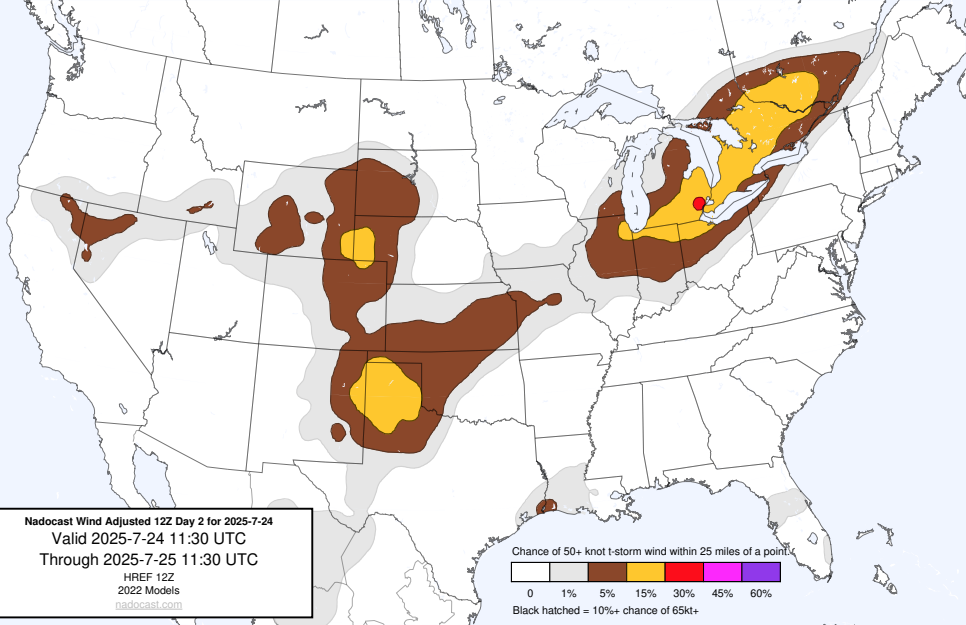 Nadocast Wind Adjusted 12Z Day 2 for 2025-7-24
Valid 2025-7-24 11:30 UTC
Through 2025-7-25 11:30 UTC
HREF 12Z
2022 Models
nadocast.com
Chance of 50+ knot t-storm wind within 25 miles of a point.
0 1% 5% 15% 30% 45% 60%
Black hatched = 10%+ chance of 65kt+